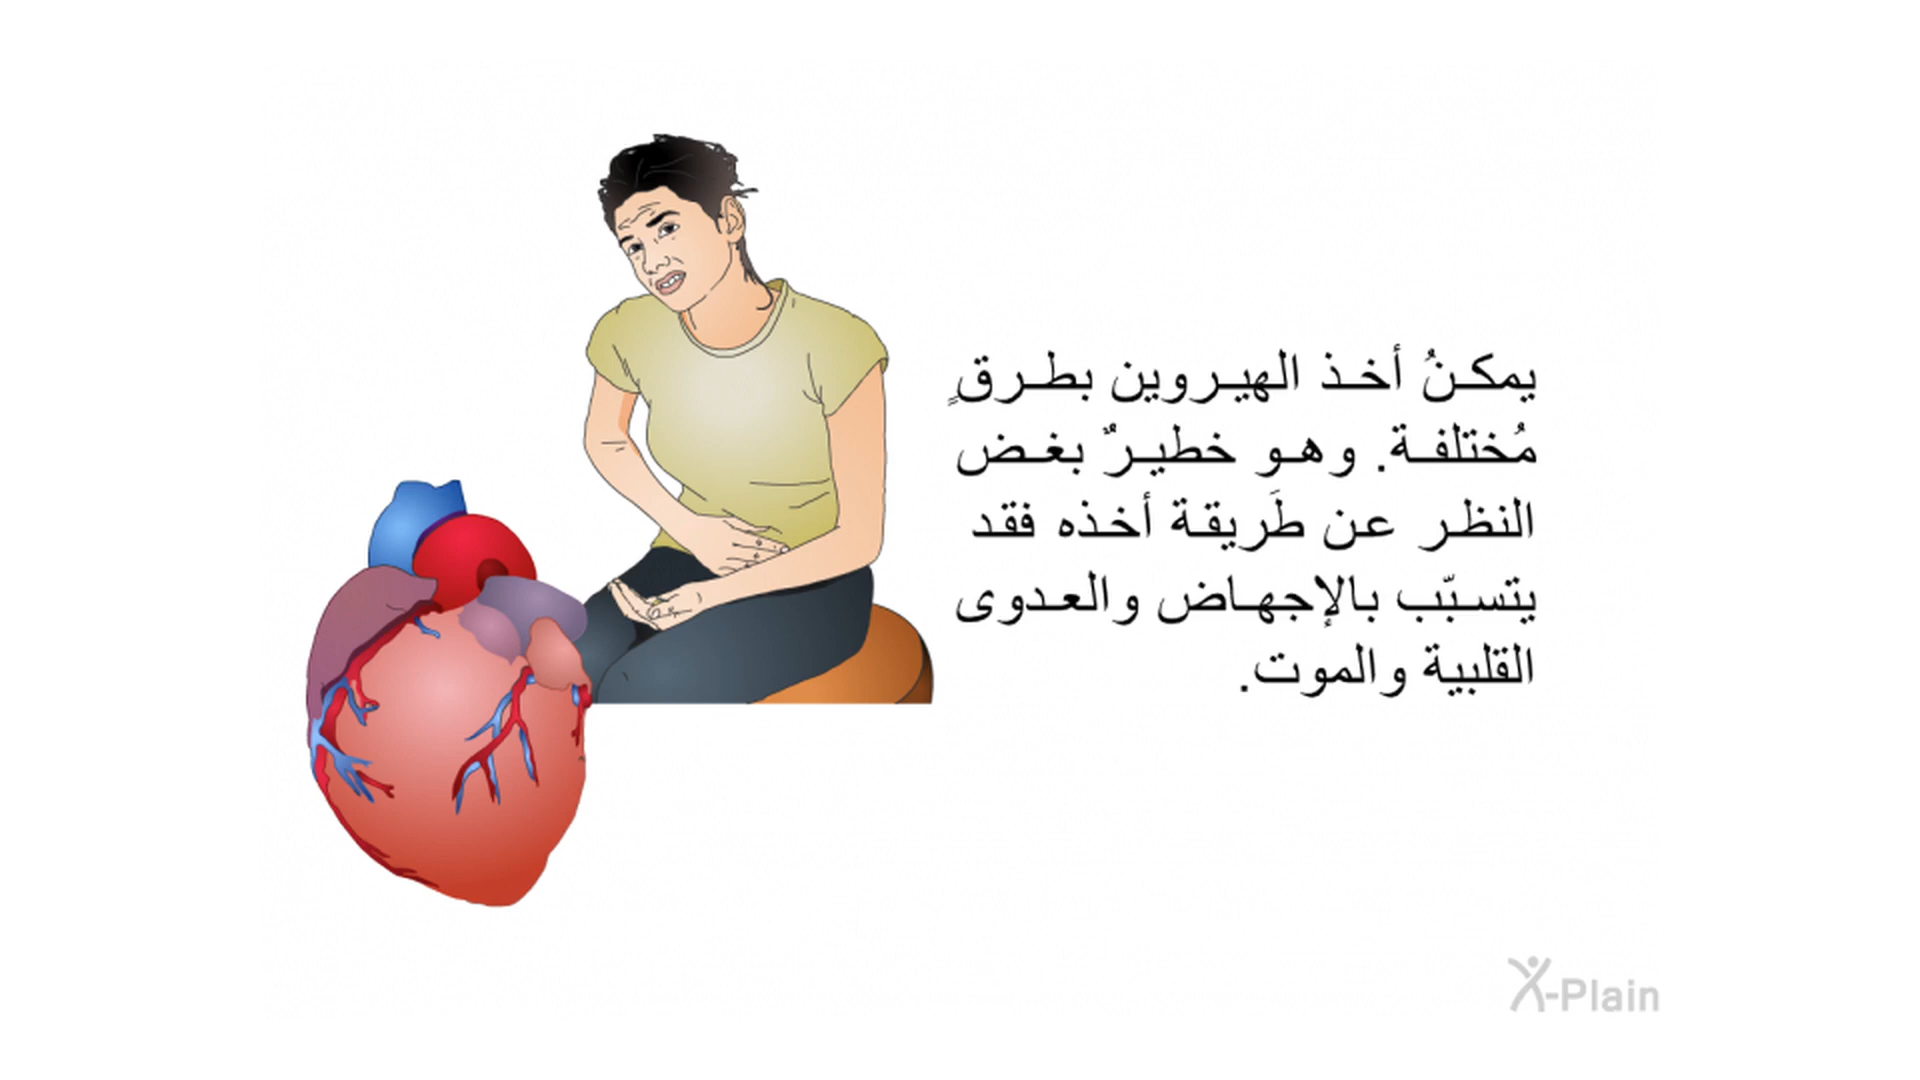 يمكنُ أخذ الهيروين بطرقٍ
مُختلفة. وهو خطيرٌ بغض
النظر عن طَريقة أخذه فقد
يتسبّب بالإجهاض والعدوى
القلبية والموت.
X-Plain